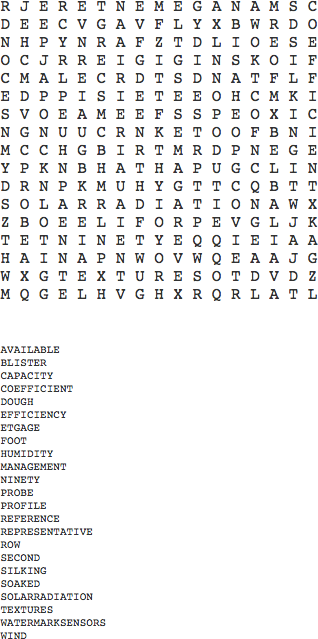 R J E R E T N E M E G A N A M S C
D E E C V G A V F L Y X B W R D O
N H P Y N R A F Z T D L I O E S E
O C J R R E I G I G I N S K O I F
C M A L E C R D T S D N A T F L F
E D P P I S I E T E E O H C M K I
S V O E A M E E F S S P E O X I C
N G N U U C R N K E T O O F B N I
M C C H G B I R T M R D P N E G E
Y P K N B H A T H A P U G C L I N
D R N P K M U H Y G T T C Q B T T
S O L A R R A D I A T I O N A W X
Z B O E E L I F O R P E V G L J K
T E T N I N E T Y E Q Q I E I A A
H A I N A P N W O V W Q E A A J G
W X G T E X T U R E S O T D V D Z
M Q G E L H V G H X R Q R L A T L
AVAILABLE
BLISTER
CAPACITY
COEFFICIENT
DOUGH
EFFICIENCY
ETGAGE
FOOT
HUMIDITY
MANAGEMENT
NINETY
PROBE
PROFILE
REFERENCE
REPRESENTATIVE
ROW
SECOND
SILKING
SOAKED
SOLARRADIATION
TEXTURES
WATERMARKSENSORS
WIND